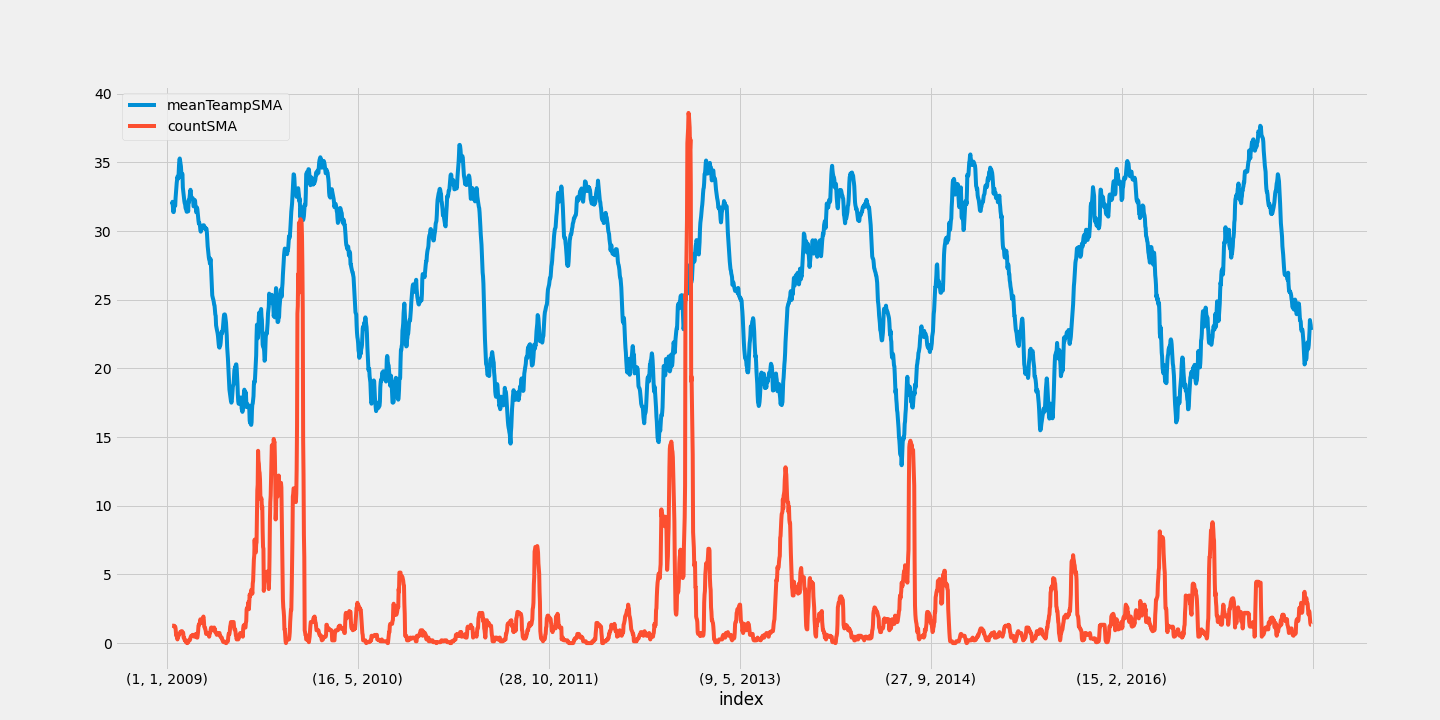 40
35
30
25
20
15
10
5
0
meanTeampSMA
countSMA
(1, 1, 2009)
(16, 5, 2010)
(28, 10, 2011)
(9, 5, 2013)
(27, 9, 2014)
(15, 2, 2016)
index